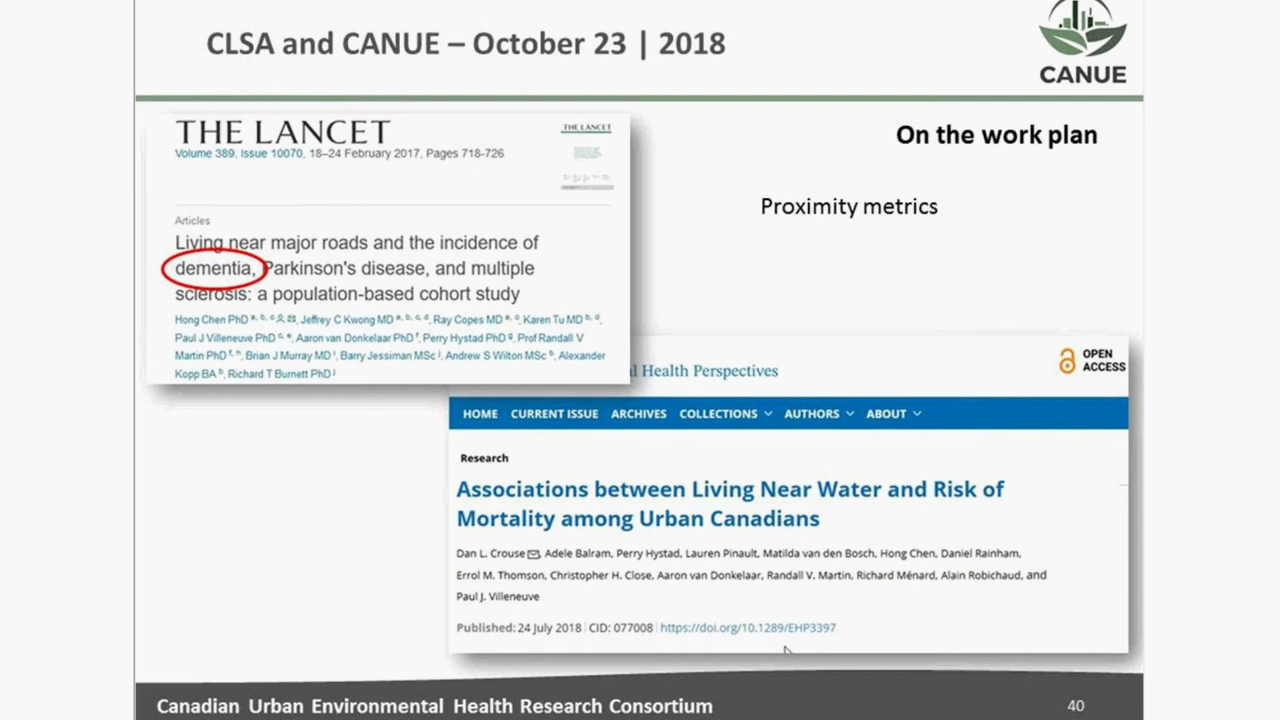 CLSA and CANUE – October 23 | 2018
CANUE
THE LANCET
Volume 389, Issue 10070, 18–24 February 2017, Pages 718-726
THE LANCET
On the work plan
Proximity metrics
Articles
Living near major roads and the incidence of
dementia, Parkinson's disease, and multiple
sclerosis: a population-based cohort study
Hong Chen PhD a, b, c, Jeffrey C Kwong MD a, b, c, d, Ray Copes MD a, c, Karen Tu MD b, d,
Paul J Villeneuve PhD c, e, Aaron van Donkelaar PhD f, Perry Hystad PhD g, Prof Randall V
Martin PhD f, h, Brian J Murray MD i, Barry Jessiman MSc j, Andrew S Wilton MSc b, Alexander
Kopp BA b, Richard T Burnett PhD j
l Health Perspectives
OPEN
ACCESS
HOME CURRENT ISSUE ARCHIVES COLLECTIONS AUTHORS ABOUT
Research
Associations between Living Near Water and Risk of
Mortality among Urban Canadians
Dan L. Crouse, Adele Balram, Perry Hystad, Lauren Pinault, Matilda van den Bosch, Hong Chen, Daniel Rainham,
Errol M. Thomson, Christopher H. Close, Aaron van Donkelaar, Randall V. Martin, Richard Ménard, Alain Robichaud, and
Paul J. Villeneuve
Published: 24 July 2018 | CID: 077008 | https://doi.org/10.1289/EHP3397
Canadian Urban Environmental Health Research Consortium
40